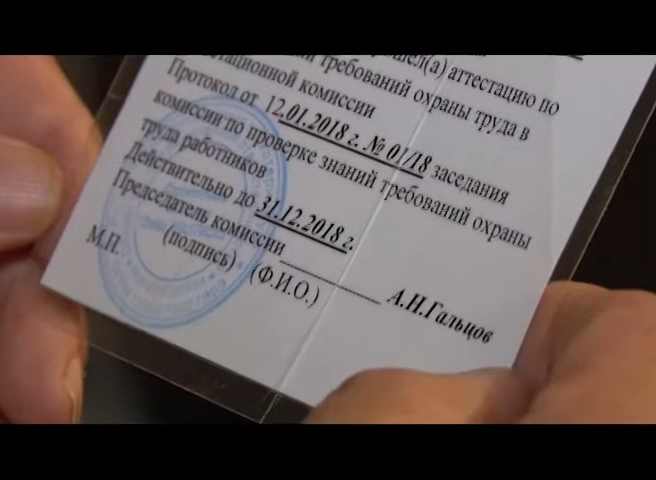 прошел(а) аттестацию по
требований охраны труда в
комиссии
Протокол от 12.01.2018 г. № 01/18 заседания
комиссии по проверке знаний требований охраны
труда работников
Действительно до 31.12.2018 г.
Председатель комиссии А.Н.Гальцов
М.П. (подпись) (Ф.И.О.)